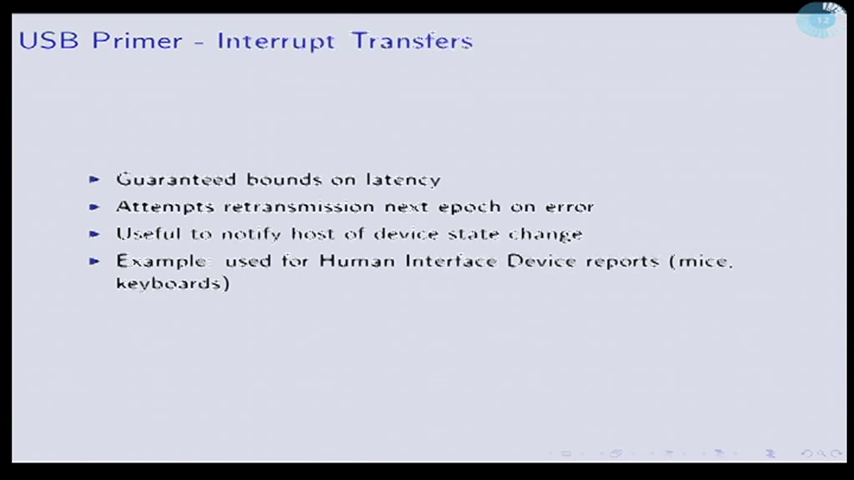 12
USB Primer - Interrupt Transfers
Guaranteed bounds on latency
Attempts retransmission next epoch on error
Useful to notify host of device state change
Example: used for Human Interface Device reports (mice,
keyboards)